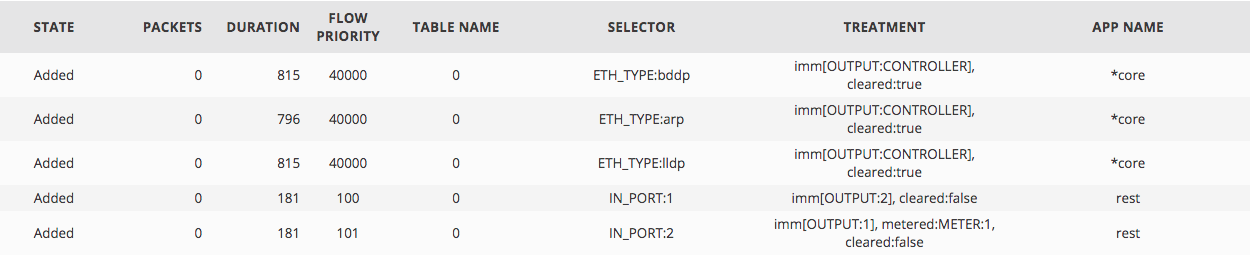 STATE PACKETS DURATION FLOW PRIORITY TABLE NAME SELECTOR TREATMENT APP NAME
Added 0 815 40000 0 ETH_TYPE:bddp imm[OUTPUT:CONTROLLER], cleared:true *core
Added 0 796 40000 0 ETH_TYPE:arp imm[OUTPUT:CONTROLLER], cleared:true *core
Added 0 815 40000 0 ETH_TYPE:lldp imm[OUTPUT:CONTROLLER], cleared:true *core
Added 0 181 100 0 IN_PORT:1 imm[OUTPUT:2], cleared:false rest
Added 0 181 101 0 IN_PORT:2 imm[OUTPUT:1], metered:METER:1, cleared:false rest